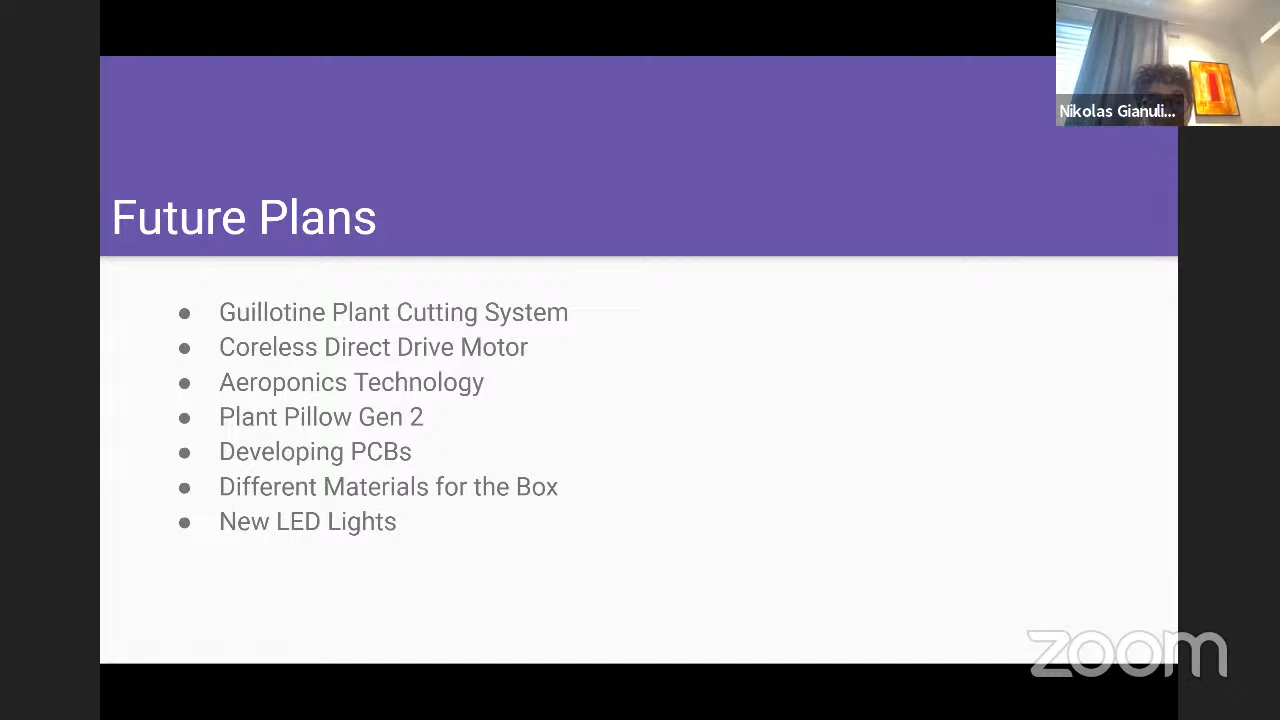 Nikolas Gianuli...
Future Plans
● Guillotine Plant Cutting System
● Coreless Direct Drive Motor
● Aeroponics Technology
● Plant Pillow Gen 2
● Developing PCBs
● Different Materials for the Box
● New LED Lights
zoom